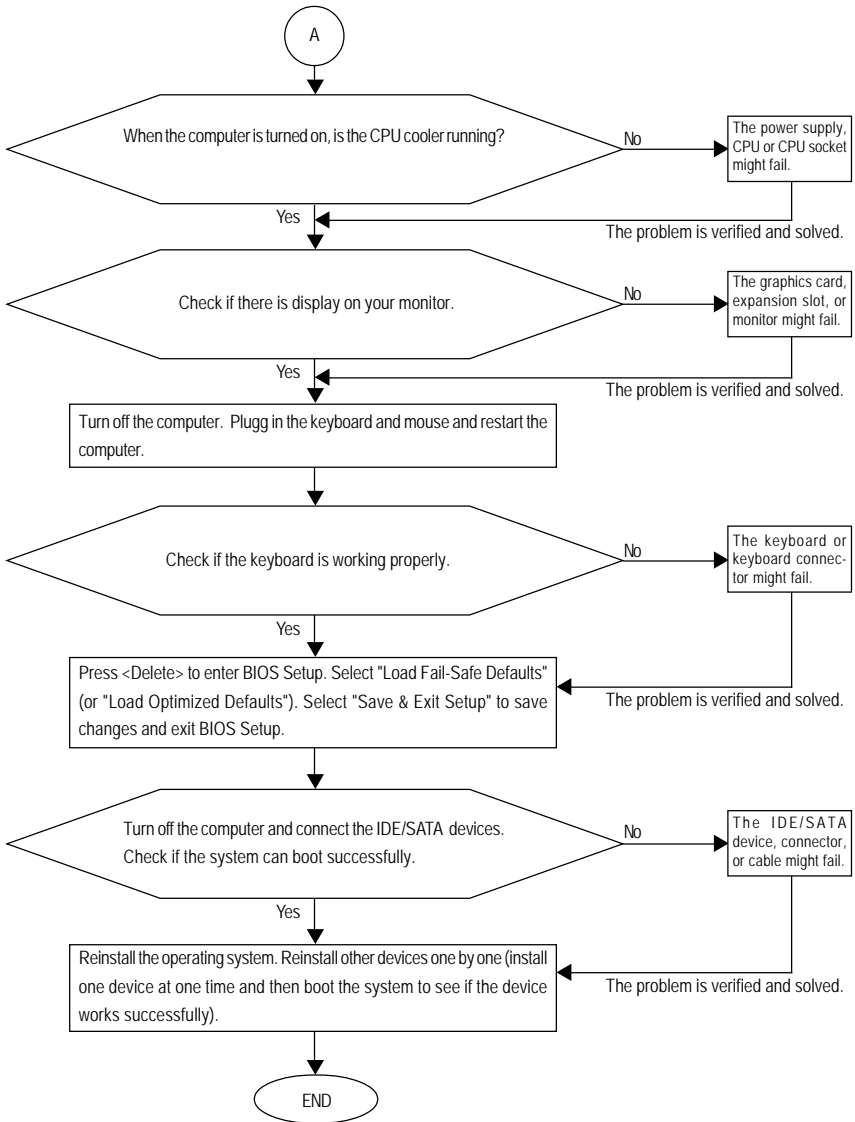 A
When the computer is turned on, is the CPU cooler running?
No
The power supply,
CPU or CPU socket
might fail.
Yes
The problem is verified and solved.
Check if there is display on your monitor.
No
The graphics card,
expansion slot, or
monitor might fail.
Yes
The problem is verified and solved.
Turn off the computer. Plugg in the keyboard and mouse and restart the
computer.
Check if the keyboard is working properly.
No
The keyboard or
keyboard connec-
tor might fail.
Yes
Press <Delete> to enter BIOS Setup. Select "Load Fail-Safe Defaults"
(or "Load Optimized Defaults"). Select "Save & Exit Setup" to save
changes and exit BIOS Setup.
The problem is verified and solved.
Turn off the computer and connect the IDE/SATA devices.
Check if the system can boot successfully.
No
The IDE/SATA
device, connector,
or cable might fail.
Yes
Reinstall the operating system. Reinstall other devices one by one (install
one device at one time and then boot the system to see if the device
works successfully).
The problem is verified and solved.
END